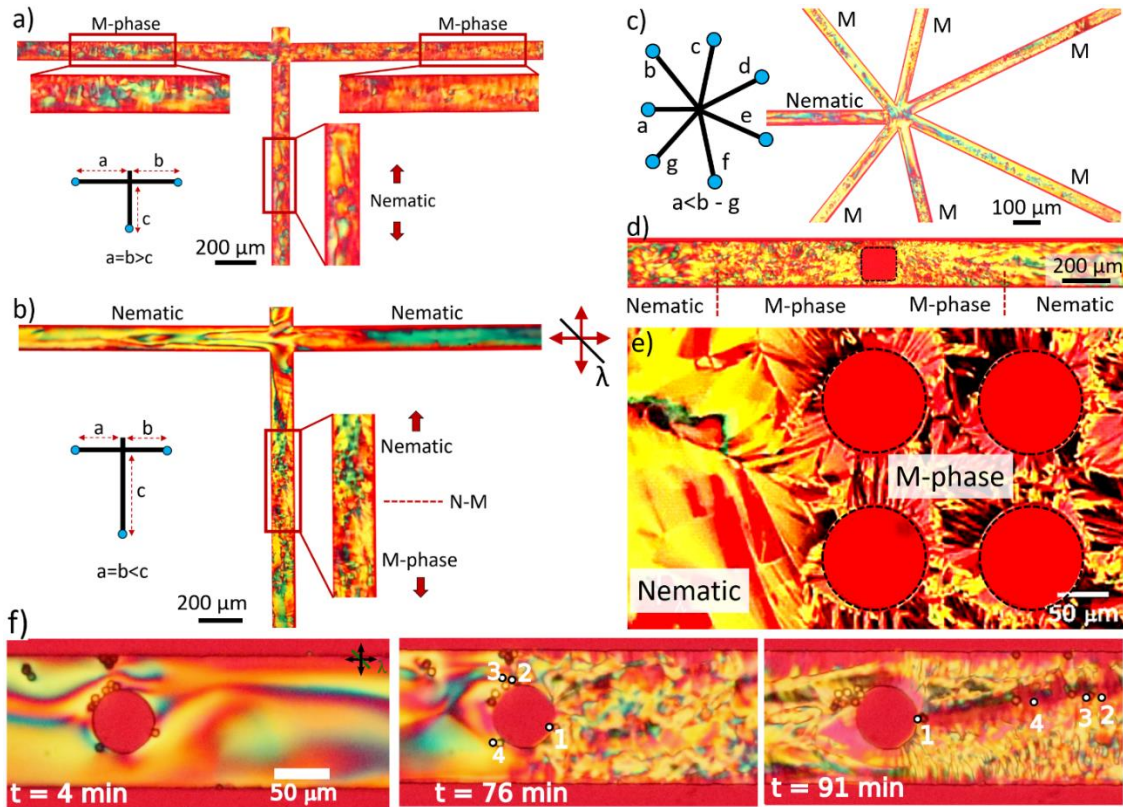 a)
M-phase
M-phase
a
b
c
a=b>c
Nematic
200 µm
b)
Nematic
Nematic
λ
a
b
c
a=b<c
Nematic
N-M
M-phase
200 µm
c)
a
b
c
d
e
f
g
a<b - g
Nematic
M
M
M
M
M
M
100 µm
d)
200 µm
Nematic
M-phase
M-phase
Nematic
e)
M-phase
Nematic
50 µm
f)
λ
50 µm
t = 4 min
3
2
1
4
t = 76 min
1
4
3
2
t = 91 min